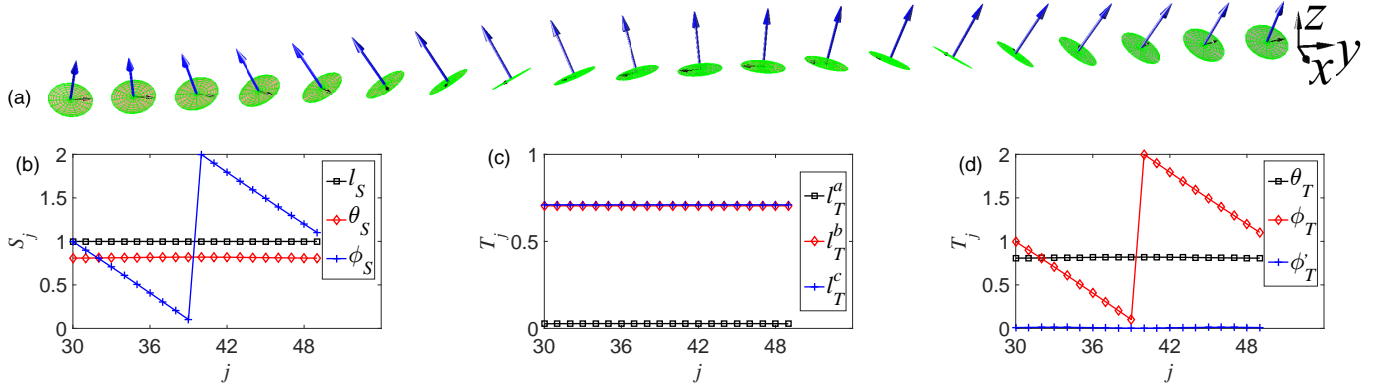 (a)
z
y
x
(b)
S_j
2
1.5
1
0.5
0
30
36
42
48
j
l_S
θ_S
ϕ_S
(c)
T_j
1
0.5
0
30
36
42
48
j
l_T^a
l_T^b
l_T^c
(d)
T_j
2
1.5
1
0.5
0
30
36
42
48
j
θ_T
ϕ_T
ϕ'_T